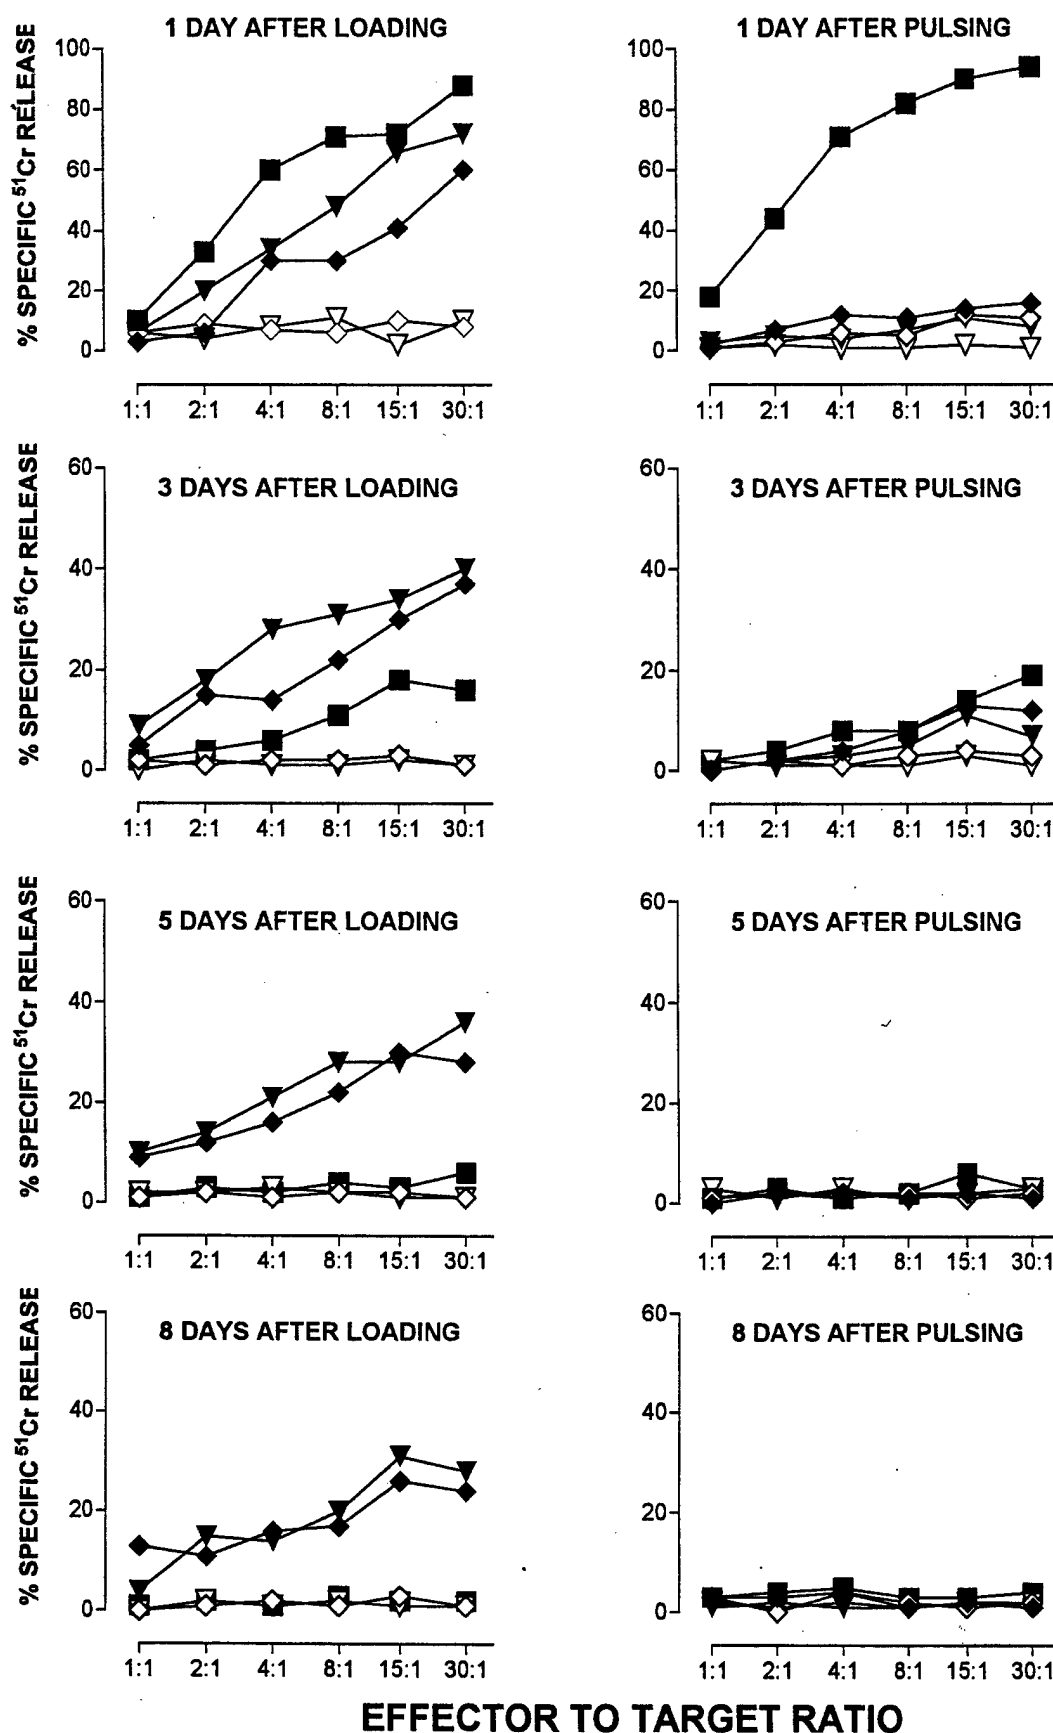 1 DAY AFTER LOADING
% SPECIFIC 51Cr RELEASE
100
80
60
40
20
0
1:1 2:1 4:1 8:1 15:1 30:1
1 DAY AFTER PULSING
100
80
60
40
20
0
1:1 2:1 4:1 8:1 15:1 30:1
3 DAYS AFTER LOADING
% SPECIFIC 51Cr RELEASE
60
40
20
0
1:1 2:1 4:1 8:1 15:1 30:1
3 DAYS AFTER PULSING
60
40
20
0
1:1 2:1 4:1 8:1 15:1 30:1
5 DAYS AFTER LOADING
% SPECIFIC 51Cr RELEASE
60
40
20
0
1:1 2:1 4:1 8:1 15:1 30:1
5 DAYS AFTER PULSING
60
40
20
0
1:1 2:1 4:1 8:1 15:1 30:1
8 DAYS AFTER LOADING
% SPECIFIC 51Cr RELEASE
60
40
20
0
1:1 2:1 4:1 8:1 15:1 30:1
8 DAYS AFTER PULSING
60
40
20
0
1:1 2:1 4:1 8:1 15:1 30:1
EFFECTOR TO TARGET RATIO